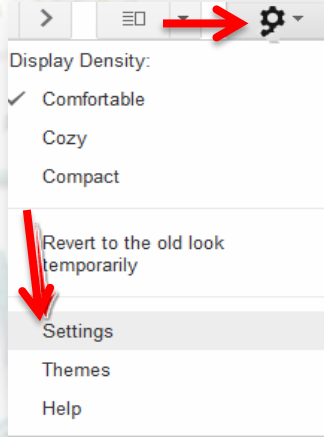 Display Density:
Comfortable
Cozy
Compact
Revert to the old look
temporarily
Settings
Themes
Help